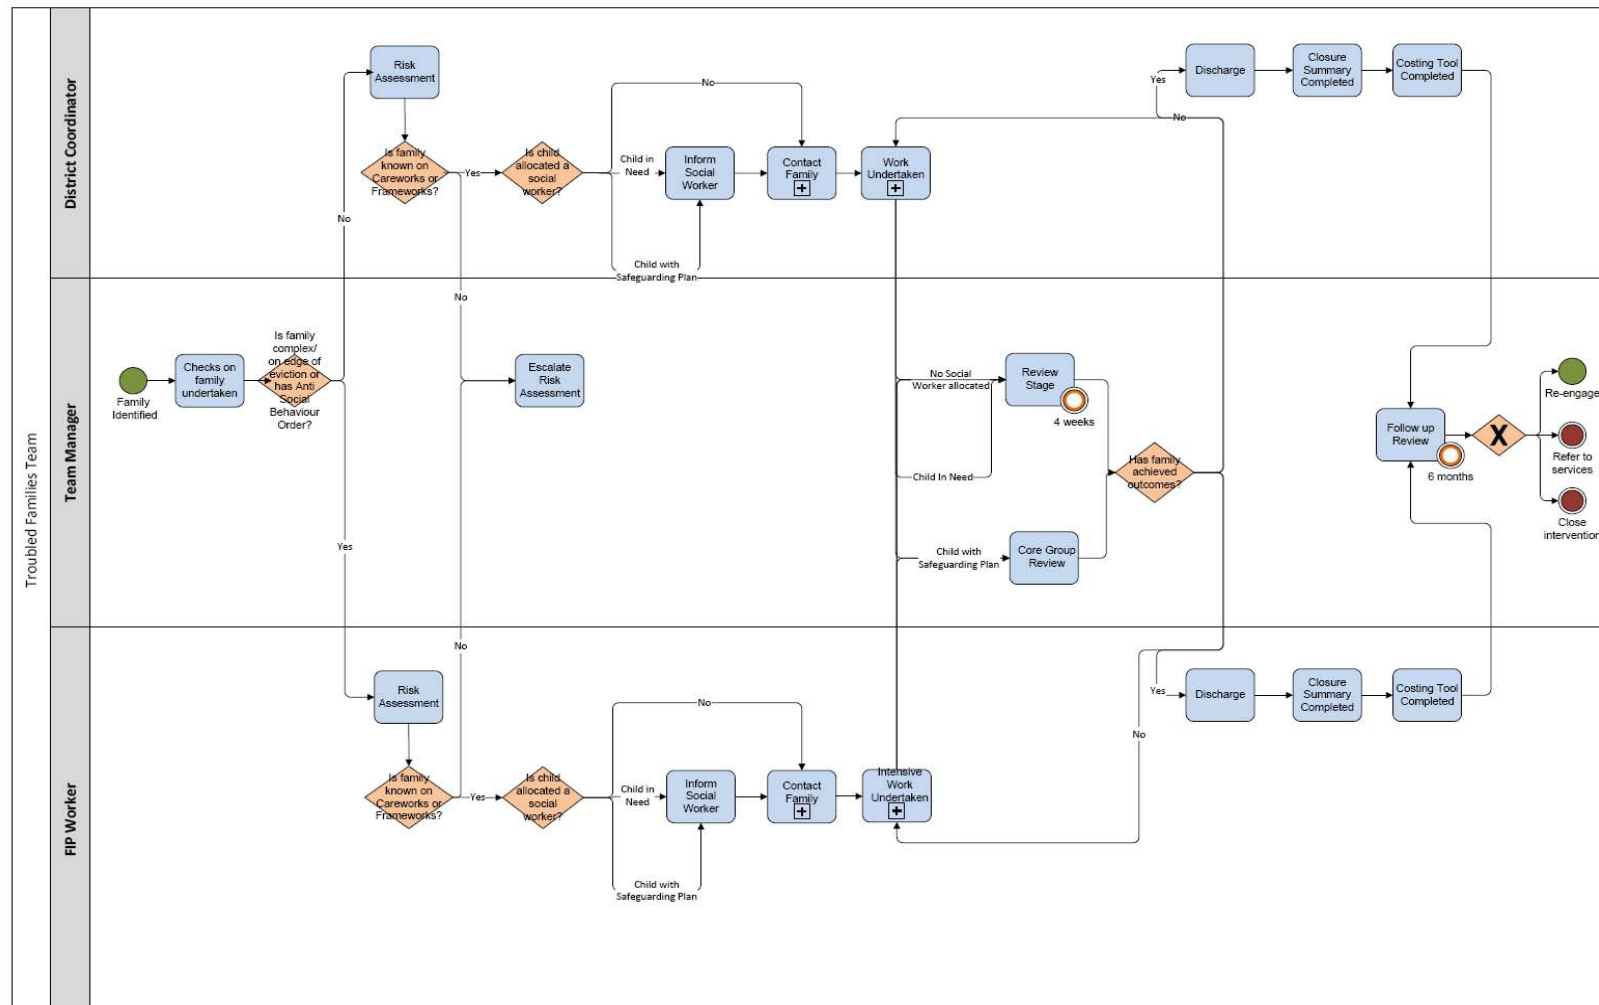 Troubled Families Team
District Coordinator
Risk
Assessment
Is family
known on
Careworks or
Frameworks?
Yes
No
Is child
allocated a
social
worker?
No
Child in
Need
Child with
Safeguarding Plan
Inform
Social
Worker
Contact
Family
Work
Undertaken
Yes
No
Discharge
Closure
Summary
Completed
Costing Tool
Completed
Team Manager
Family
Identified
Checks on
family
undertaken
Is family
complex/
on edge of
eviction or
has Anti
Social
Behaviour
Order?
No
Yes
Escalate
Risk
Assessment
No Social
Worker allocated
Child In Need
Child with
Safeguarding Plan
Review
Stage
4 weeks
Core Group
Review
Has family
achieved
outcomes?
Follow up
Review
6 months
X
Re-engage
Refer to
services
Close
intervention
FIP Worker
Risk
Assessment
Is family
known on
Careworks or
Frameworks?
No
Yes
Is child
allocated a
social
worker?
No
Child in
Need
Child with
Safeguarding Plan
Inform
Social
Worker
Contact
Family
Intensive
Work
Undertaken
Yes
No
Discharge
Closure
Summary
Completed
Costing Tool
Completed